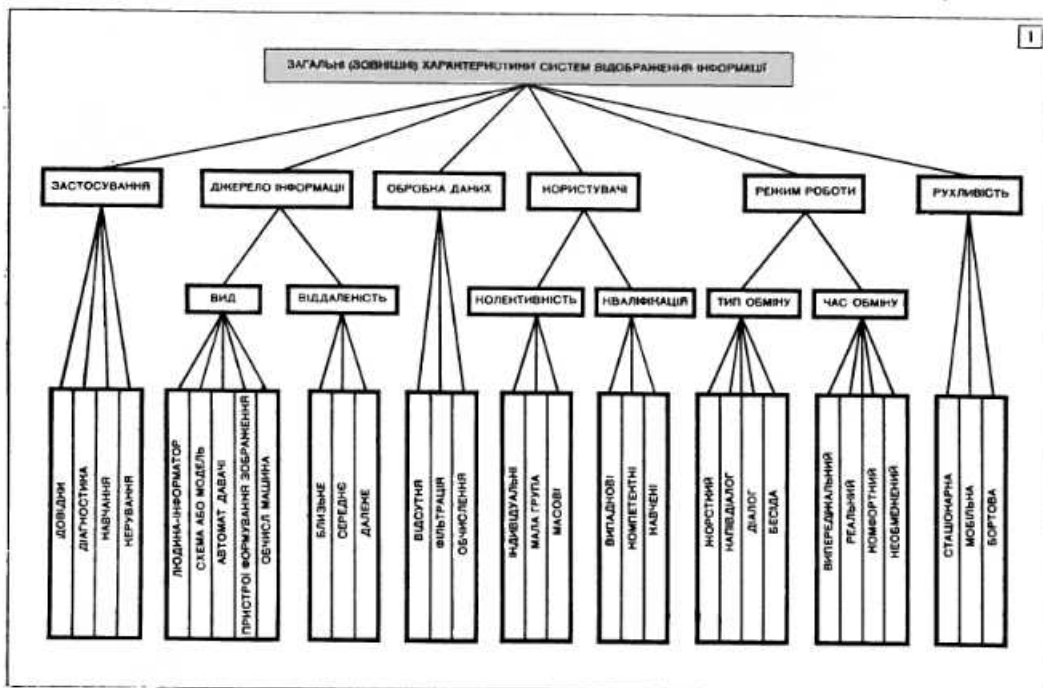 1
ЗАГАЛЬНІ (ЗОВНІШНІ) ХАРАКТЕРИСТИКИ СИСТЕМ ВІДОБРАЖЕННЯ ІНФОРМАЦІЇ
ЗАСТОСУВАННЯ
ДЖЕРЕЛО ІНФОРМАЦІЇ
ОБРОБКА ДАНИХ
КОРИСТУВАЧІ
РЕЖИМ РОБОТИ
РУХЛИВІСТЬ
ВИД
ВІДДАЛЕНІСТЬ
КОЛЕКТИВНІСТЬ
КВАЛІФІКАЦІЯ
ТИП ОБМІНУ
ЧАС ОБМІНУ
ДОВІДКИ
ДІАГНОСТИКА
НАВЧАННЯ
КЕРУВАННЯ
ЛЮДИНА-ІНФОРМАТОР
СХЕМА АБО МОДЕЛЬ
АВТОМАТ ДАВАЧІ
ПРИСТРОЇ ФОРМУВАННЯ ЗОБРАЖЕННЯ
ОБЧИСЛ МАШИНА
БЛИЗЬКЕ
СЕРЕДНЄ
ДАЛЕКЕ
ВІДСУТНЯ
ФІЛЬТРАЦІЯ
ОБЧИСЛЕННЯ
ІНДИВІДУАЛЬНІ
МАЛА ГРУПА
МАСОВІ
ВИПАДКОВІ
КОМПЕТЕНТНІ
НАВЧЕНІ
ЖОРСТКИЙ
НАПІВДІАЛОГ
ДІАЛОГ
БЕСІДА
ВИПЕРЕДЖАЛЬНИЙ
РЕАЛЬНИЙ
КОМФОРТНИЙ
НЕОБМЕЖЕНИЙ
СТАЦІОНАРНА
МОБІЛЬНА
БОРТОВА